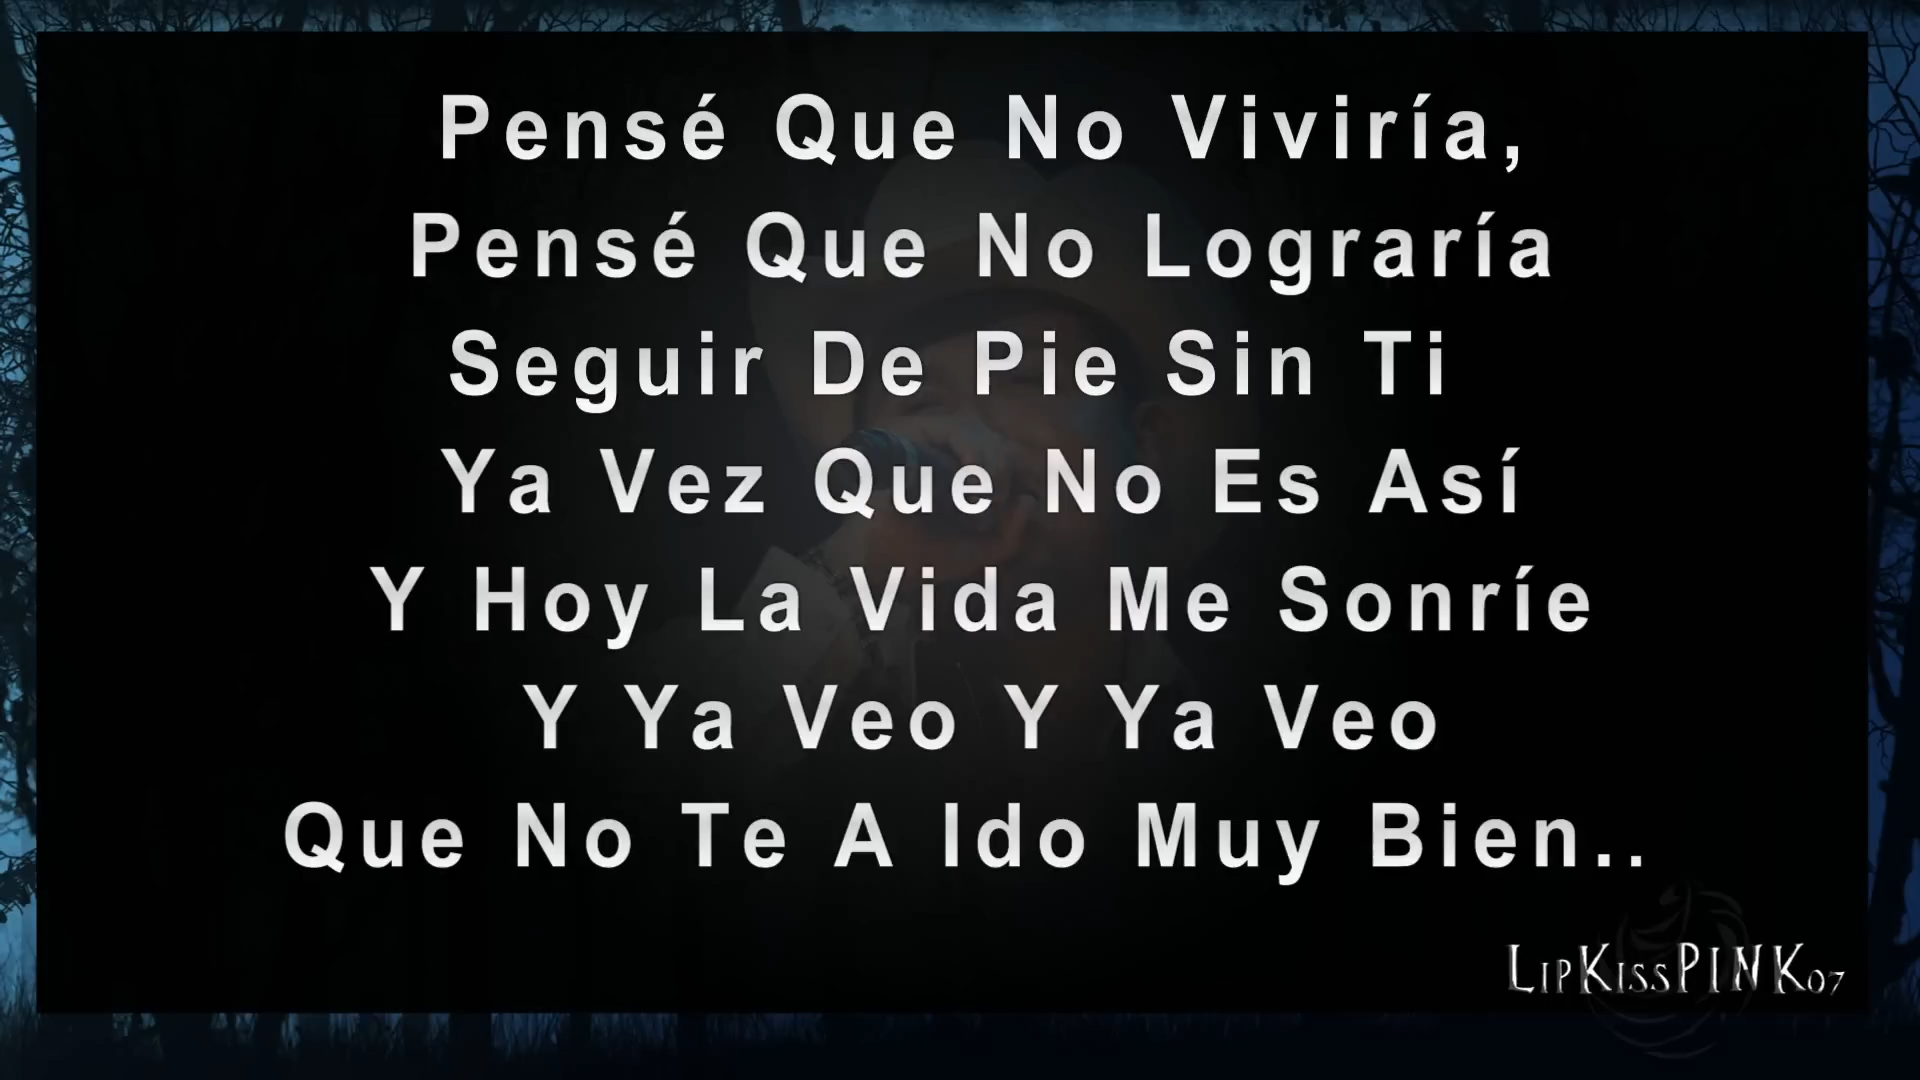 Pensé Que No Viviría,
Pensé Que No Lograría
Seguir De Pie Sin Ti
Ya Vez Que No Es Así
Y Hoy La Vida Me Sonríe
Y Ya Veo Y Ya Veo
Que No Te A Ido Muy Bien..
LipKissPINK07